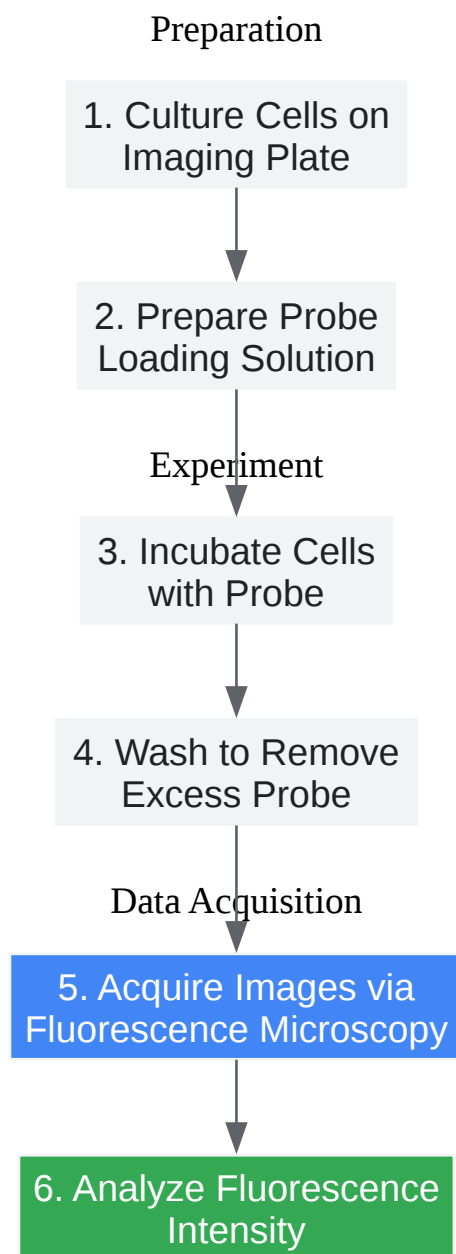 Preparation
1. Culture Cells on
Imaging Plate
2. Prepare Probe
Loading Solution
Experiment
3. Incubate Cells
with Probe
4. Wash to Remove
Excess Probe
Data Acquisition
5. Acquire Images via
Fluorescence Microscopy
6. Analyze Fluorescence
Intensity